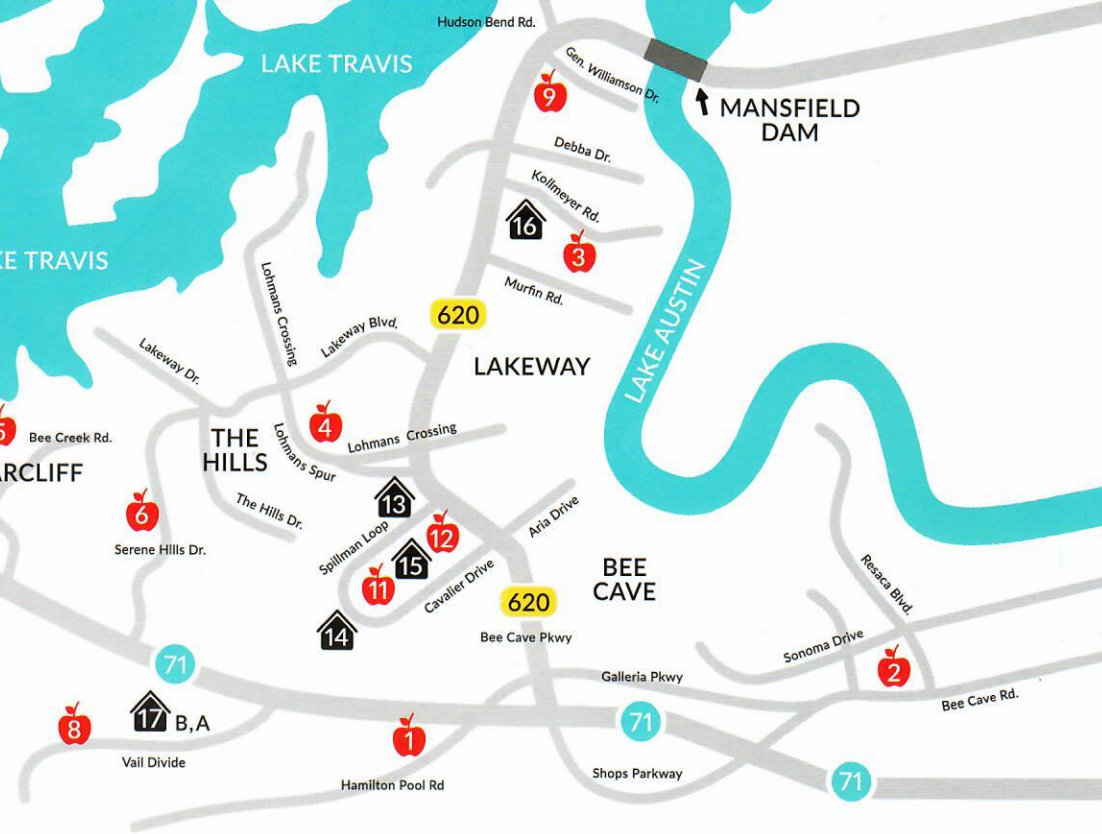 Hudson Bend Rd.
LAKE TRAVIS
Gen. Williamson Dr.
9
MANSFIELD
DAM
Debba Dr.
Kollmeyer Rd.
16
3
KE TRAVIS
Murfin Rd.
LAKE AUSTIN
Lohmans Crossing
620
Lakeway Blvd.
Lakeway Dr.
LAKEWAY
5
Bee Creek Rd.
4
THE
HILLS
Lohmans Crossing
Lohmans Spur
ARCLIFF
13
6
The Hills Dr.
Serene Hills Dr.
12
Aria Drive
Spillman Loop
15
11
Cavalier Drive
BEE
CAVE
620
14
Bee Cave Pkwy
Resaca Blvd.
Sonoma Drive
71
2
Galleria Pkwy
Bee Cave Rd.
8
17
B,A
1
71
Vail Divide
Hamilton Pool Rd
Shops Parkway
71